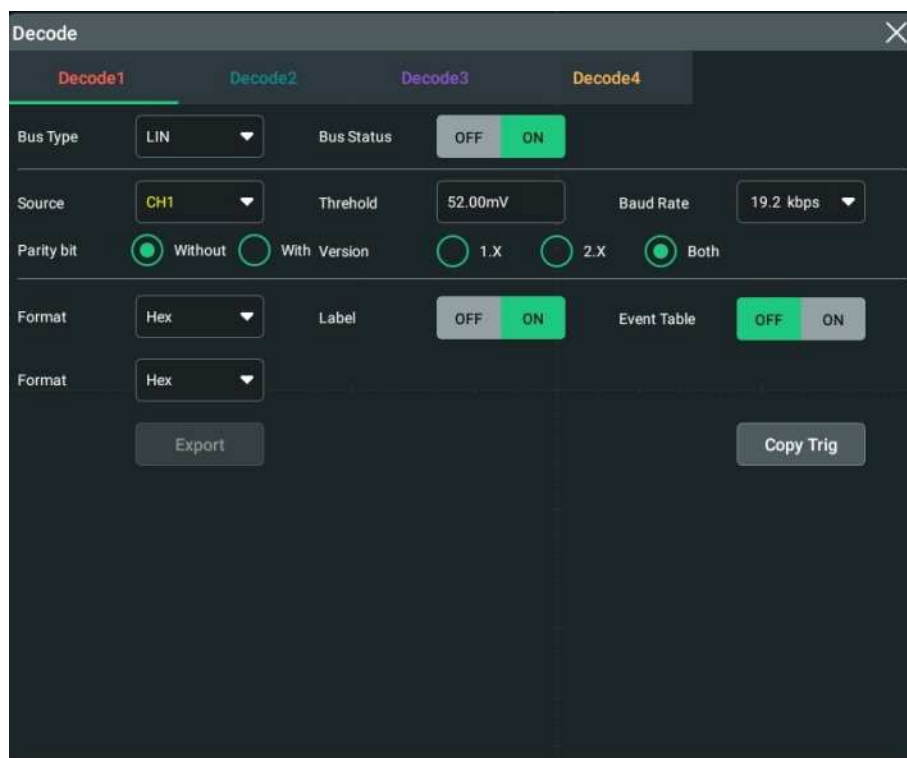 Decode
Decode1 Decode2 Decode3 Decode4
Bus Type LIN Bus Status OFF ON
Source CH1 Threhold 52.00mV Baud Rate 19.2 kbps
Parity bit Without With Version 1.X 2.X Both
Format Hex Label OFF ON Event Table OFF ON
Format Hex
Export Copy Trig